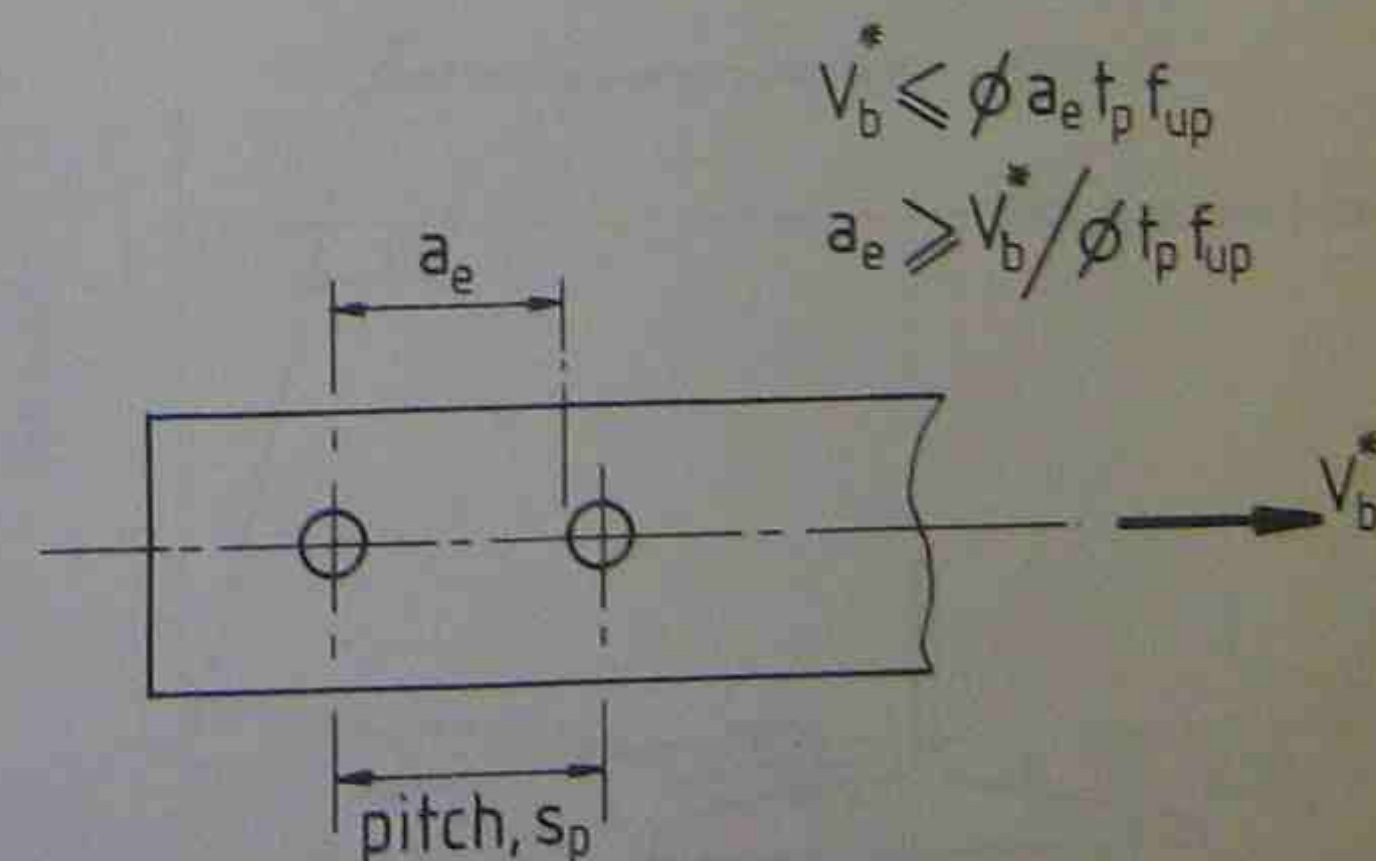 V*b ⩽ ϕ ae tp fup
ae ⩾ V*b / ϕ tp fup
ae
V*b
pitch, sp